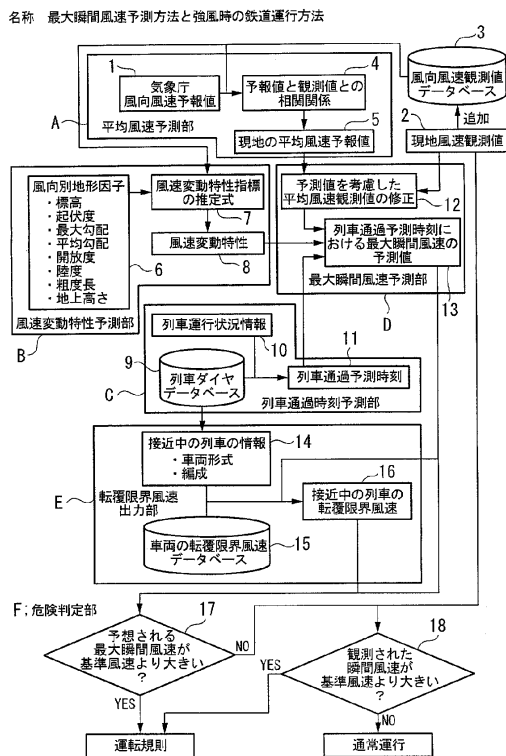 名称　最大瞬間風速予測方法と強風時の鉄道運行方法
3
1
気象庁
風向風速予報値
4
予報値と観測値との
相関関係
風向風速観測値
データベース
A
平均風速予測部
5
現地の平均風速予報値
追加
2
現地風速観測値
風向別地形因子
・標高
・起伏度
・最大勾配
・平均勾配
・開放度
・陸度
・粗度長
・地上高さ
6
風速変動特性指標
の推定式
7
風速変動特性
8
風速変動特性予測部
B
予測値を考慮した
平均風速観測値の修正
12
列車通過予測時刻に
おける最大瞬間風速の
予測値
最大瞬間風速予測部
13
D
列車運行状況情報
10
9
列車ダイヤ
データベース
C
11
列車通過予測時刻
列車通過時刻予測部
接近中の列車の情報
・車両形式
・編成
14
E
転覆限界風速
出力部
16
接近中の列車の
転覆限界風速
車両の転覆限界風速
データベース
15
F；危険判定部
17
予想される
最大瞬間風速が
基準風速より大きい
？
NO
YES
18
観測された
瞬間風速が
基準風速より大きい
？
YES
NO
運転規則
通常運行